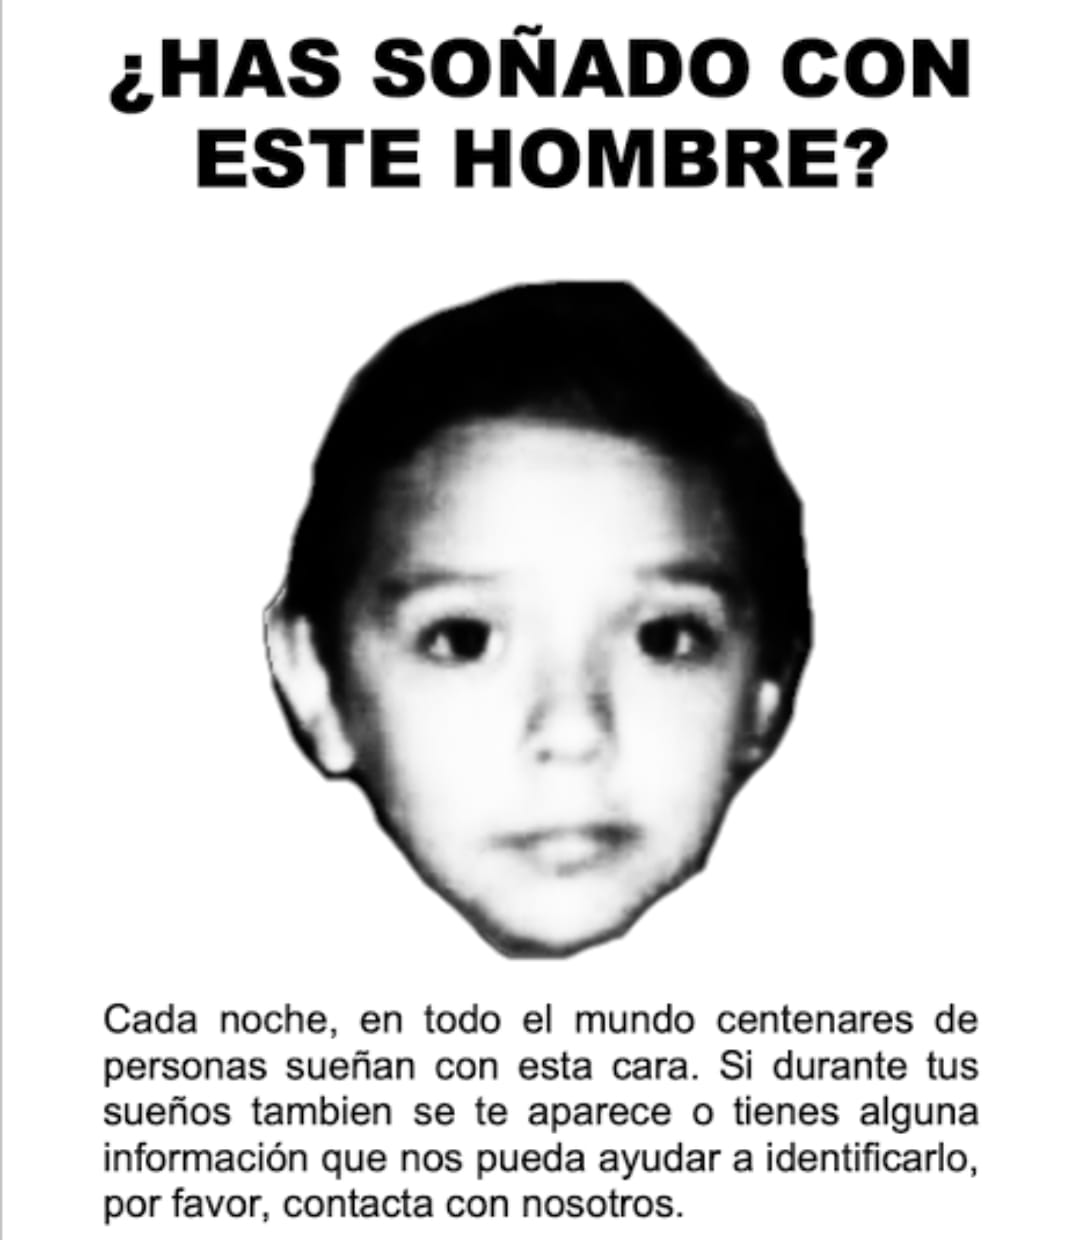 ¿HAS SOÑADO CON
ESTE HOMBRE?
Cada noche, en todo el mundo centenares de
personas sueñan con esta cara. Si durante tus
sueños tambien se te aparece o tienes alguna
información que nos pueda ayudar a identificarlo,
por favor, contacta con nosotros.